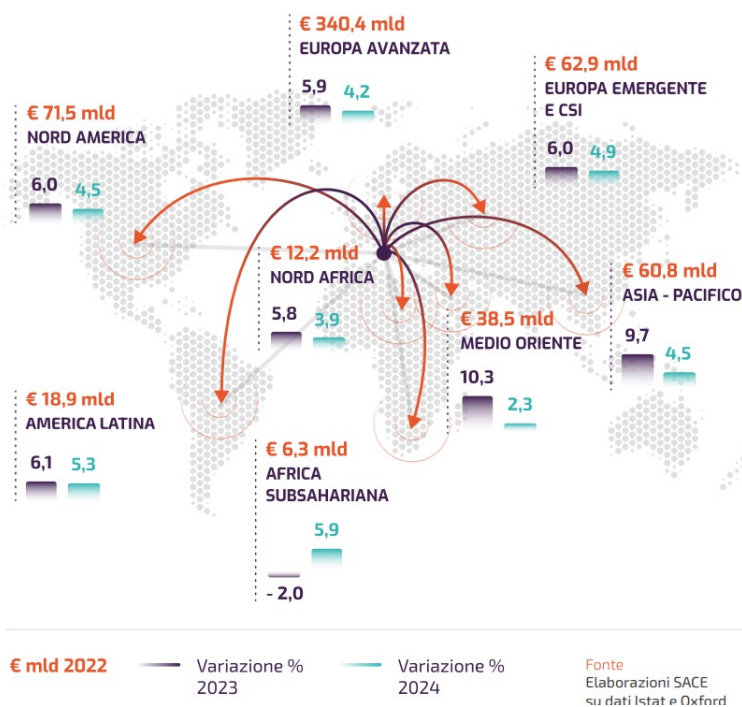 € 340,4 mld
EUROPA AVANZATA
5,9
4,2
€ 62,9 mld
EUROPA EMERGENTE
E CSI
6,0
4,9
€ 71,5 mld
NORD AMERICA
6,0
4,5
€ 12,2 mld
NORD AFRICA
5,8
3,9
€ 60,8 mld
ASIA - PACIFICO
9,7
4,5
€ 38,5 mld
MEDIO ORIENTE
10,3
2,3
€ 18,9 mld
AMERICA LATINA
6,1
5,3
€ 6,3 mld
AFRICA
SUBSAHARIANA
5,9
- 2,0
€ mld 2022
Variazione %
2023
Variazione %
2024
Fonte
Elaborazioni SACE
su dati Istat e Oxford